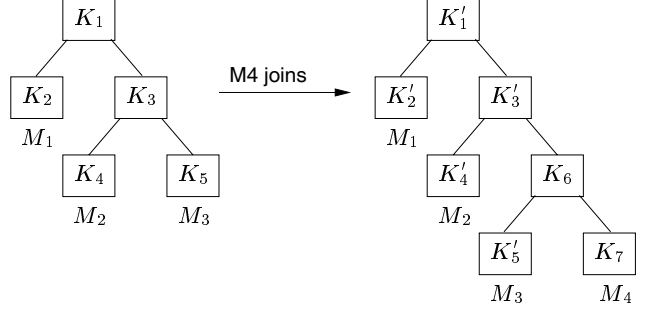 K₁ K′₁
M4 joins
K₂ K₃ K′₂ K′₃
M₁ M₁
K₄ K₅ K′₄ K₆
M₂ M₃ M₂
K′₅ K₇
M₃ M₄